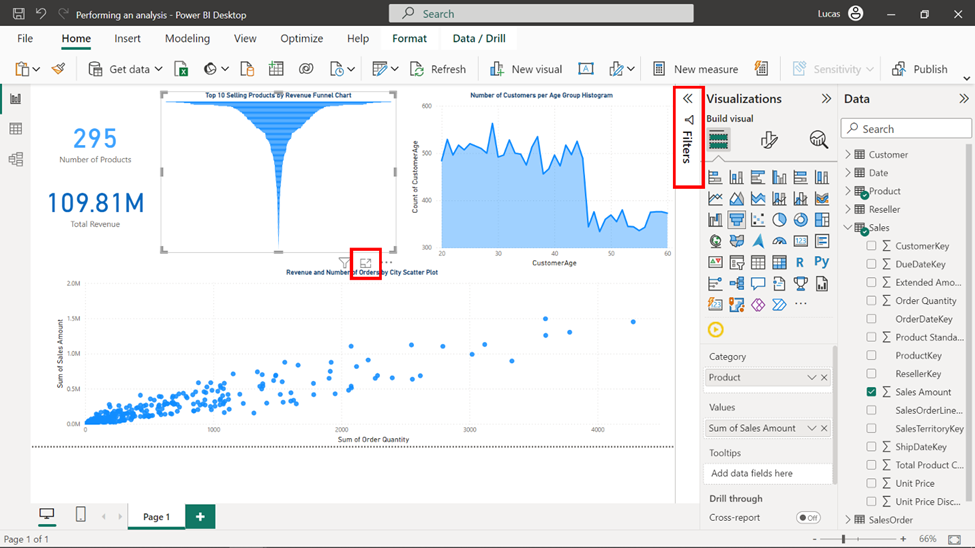 Performing an analysis - Power BI Desktop
Search
Lucas
File Home Insert Modeling View Optimize Help Format Data / Drill
Get data
Refresh
New visual
New measure
Sensitivity
Publish
295
Number of Products
109.81M
Total Revenue
Top 10 Selling Products by Revenue Funnel Chart
Number of Customers per Age Group Histogram
Count of CustomerAge
600
500
400
300
20 30 40 50 60
CustomerAge
Revenue and Number of Orders by City Scatter Plot
Sum of Sales Amount
2.0M
1.5M
1.0M
0.5M
0.0M
0 1000 2000 3000 4000
Sum of Order Quantity
Filters
Visualizations
Build visual
R Py
Category
Product
Values
Sum of Sales Amount
Tooltips
Add data fields here
Drill through
Cross-report
Off
Data
Search
Customer
Date
Product
Reseller
Sales
CustomerKey
DueDateKey
Extended Amo...
Order Quantity
OrderDateKey
Product Standa...
ProductKey
ResellerKey
Sales Amount
SalesOrderLine...
SalesTerritoryKey
ShipDateKey
Total Product C...
Unit Price
Unit Price Disc...
SalesOrder
Page 1
Page 1 of 1
66%